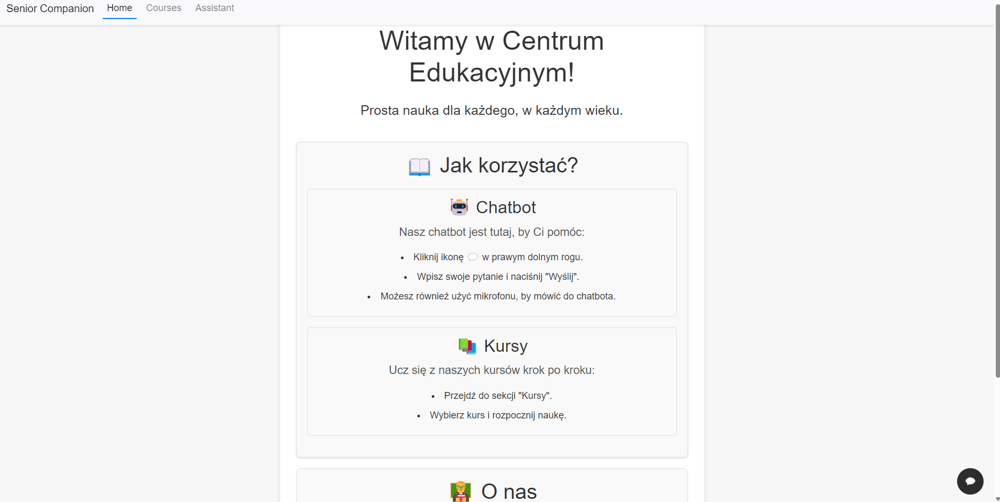 Senior Companion Home Courses Assistant
Witamy w Centrum
Edukacyjnym!
Prosta nauka dla każdego, w każdym wieku.
Jak korzystać?
Chatbot
Nasz chatbot jest tutaj, by Ci pomóc:
• Kliknij ikonę 💬 w prawym dolnym rogu.
• Wpisz swoje pytanie i naciśnij "Wyślij".
• Możesz również użyć mikrofonu, by mówić do chatbota.
Kursy
Ucz się z naszych kursów krok po kroku:
• Przejdź do sekcji "Kursy".
• Wybierz kurs i rozpocznij naukę.
O nas